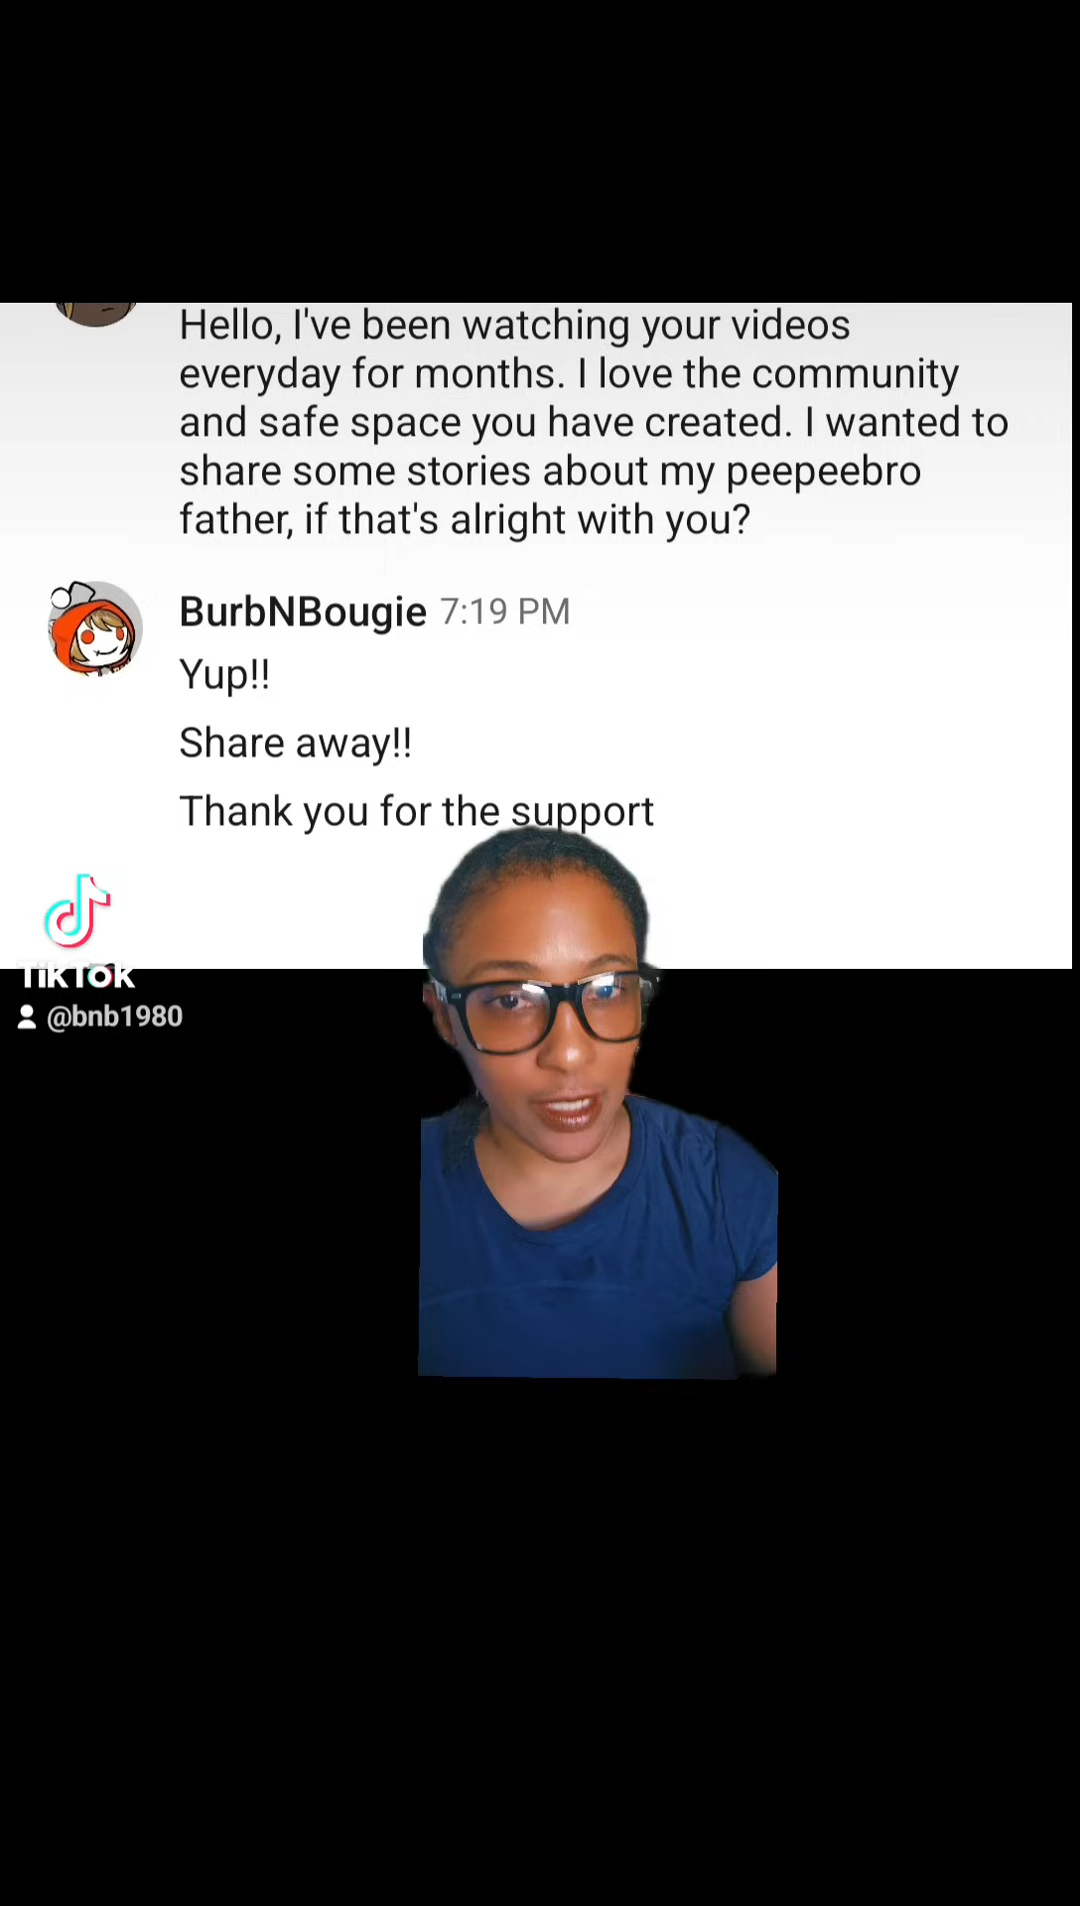 Hello, I've been watching your videos
everyday for months. I love the community
and safe space you have created. I wanted to
share some stories about my peepeebro
father, if that's alright with you?
BurbNBougie 7:19 PM
Yup!!
Share away!!
Thank you for the support
TikTok
@bnb1980